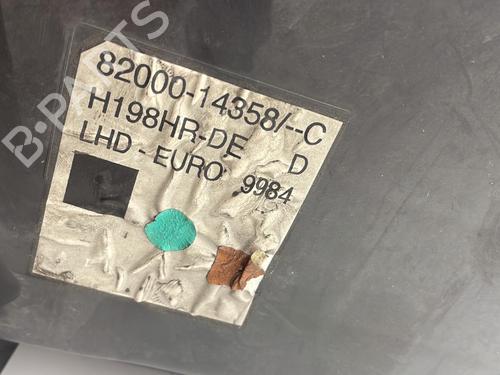 82000-14358/--C
H198HR-DE D
LHD - EURO 9984
B-PARTS